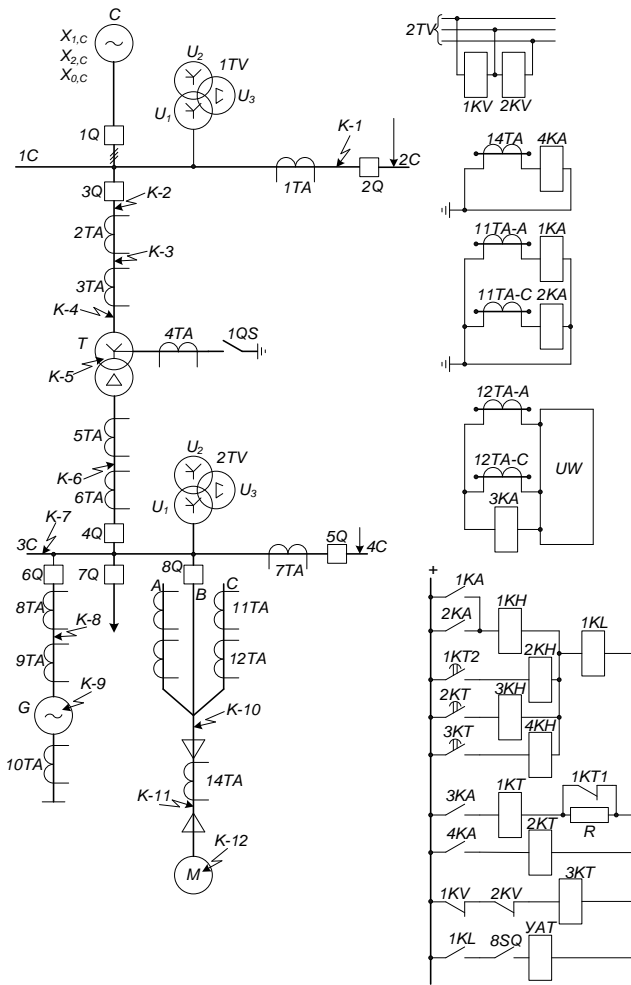 C
X1,C
X2,C
X0,C
U2
1TV
U1
U3
1Q
1C
K-1
1TA
2Q
2C
3Q
K-2
2TA
K-3
3TA
K-4
T
4TA
1QS
K-5
5TA
K-6
6TA
U2
2TV
U1
U3
4Q
K-7
3C
5Q
4C
7TA
6Q
7Q
8Q
A
B
C
8TA
11TA
K-8
9TA
12TA
G
K-9
K-10
10TA
14TA
K-11
K-12
M
2TV
1KV
2KV
14TA
4KA
11TA-A
1KA
11TA-C
2KA
12TA-A
12TA-C
UW
3KA
+
1KA
1KH
1KL
2KA
2KH
1KT2
3KH
2KT
4KH
3KT
1KT
1KT1
3KA
R
2KT
4KA
3KT
1KV
2KV
1KL
8SQ
УАТ